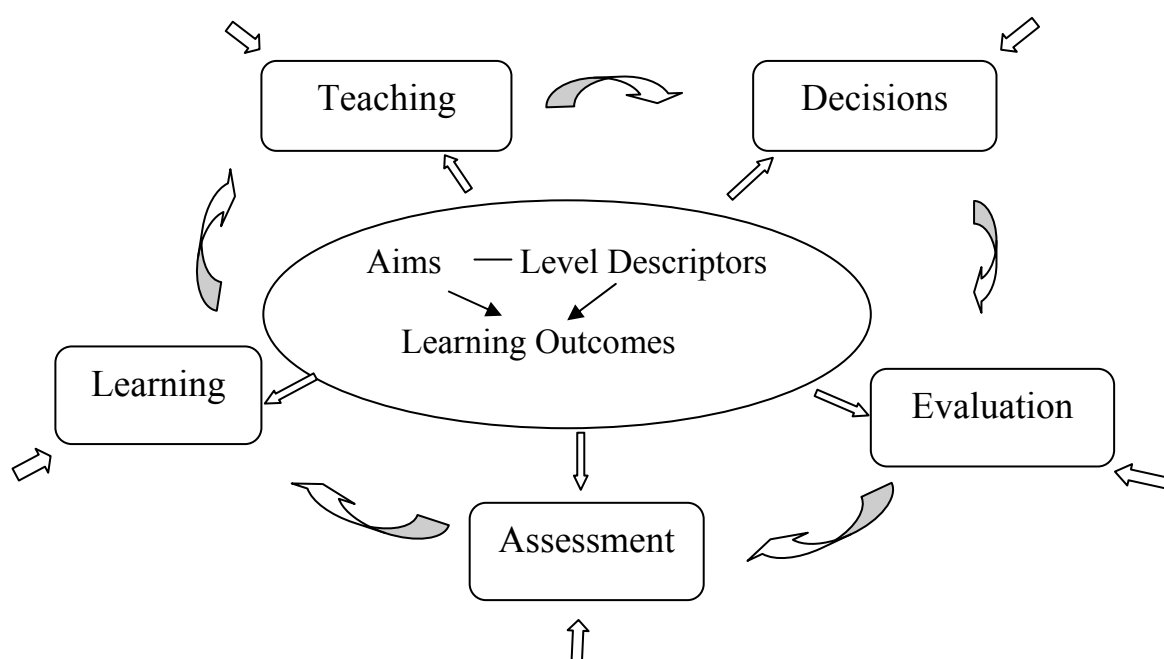 Teaching
Decisions
Aims
Level Descriptors
Learning Outcomes
Learning
Evaluation
Assessment